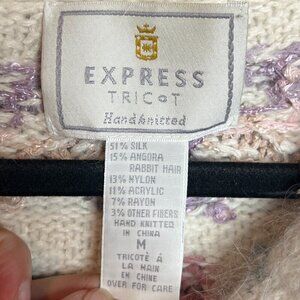 EXPRESS
TRICOT
Handknitted
51% SILK
15% ANGORA
RABBIT HAIR
13% NYLON
11% ACRYLIC
7% RAYON
3% OTHER FIBERS
HAND KNITTED
IN CHINA
M
TRICOTÉ À
LA MAIN
EN CHINE
OVER FOR CARE